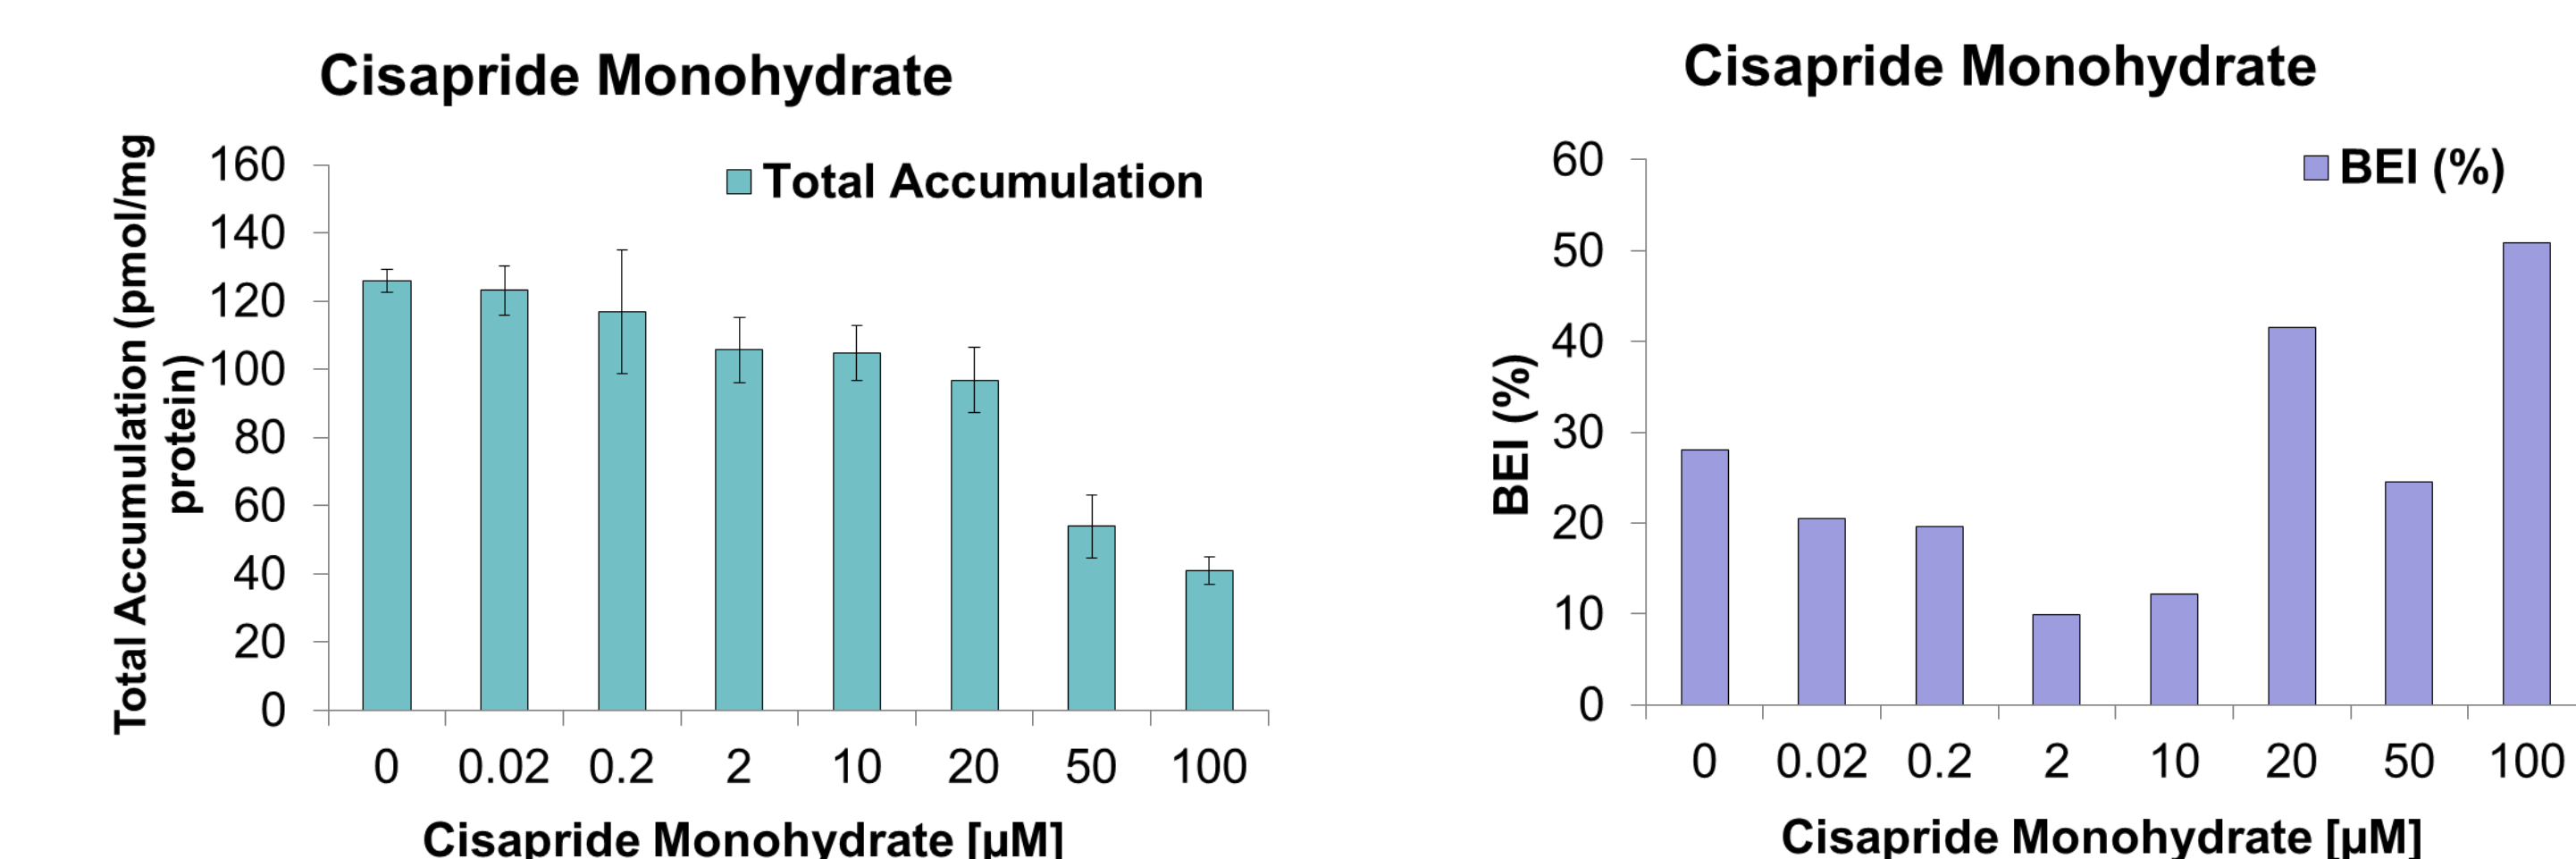 Cisapride Monohydrate
Total Accumulation (pmol/mg
protein)
160
140
120
100
80
60
40
20
0
Total Accumulation
0 0.02 0.2 2 10 20 50 100
Cisapride Monohydrate [µM]
Cisapride Monohydrate
BEI (%)
60
50
40
30
20
10
0
BEI (%)
0 0.02 0.2 2 10 20 50 100
Cisapride Monohydrate [µM]